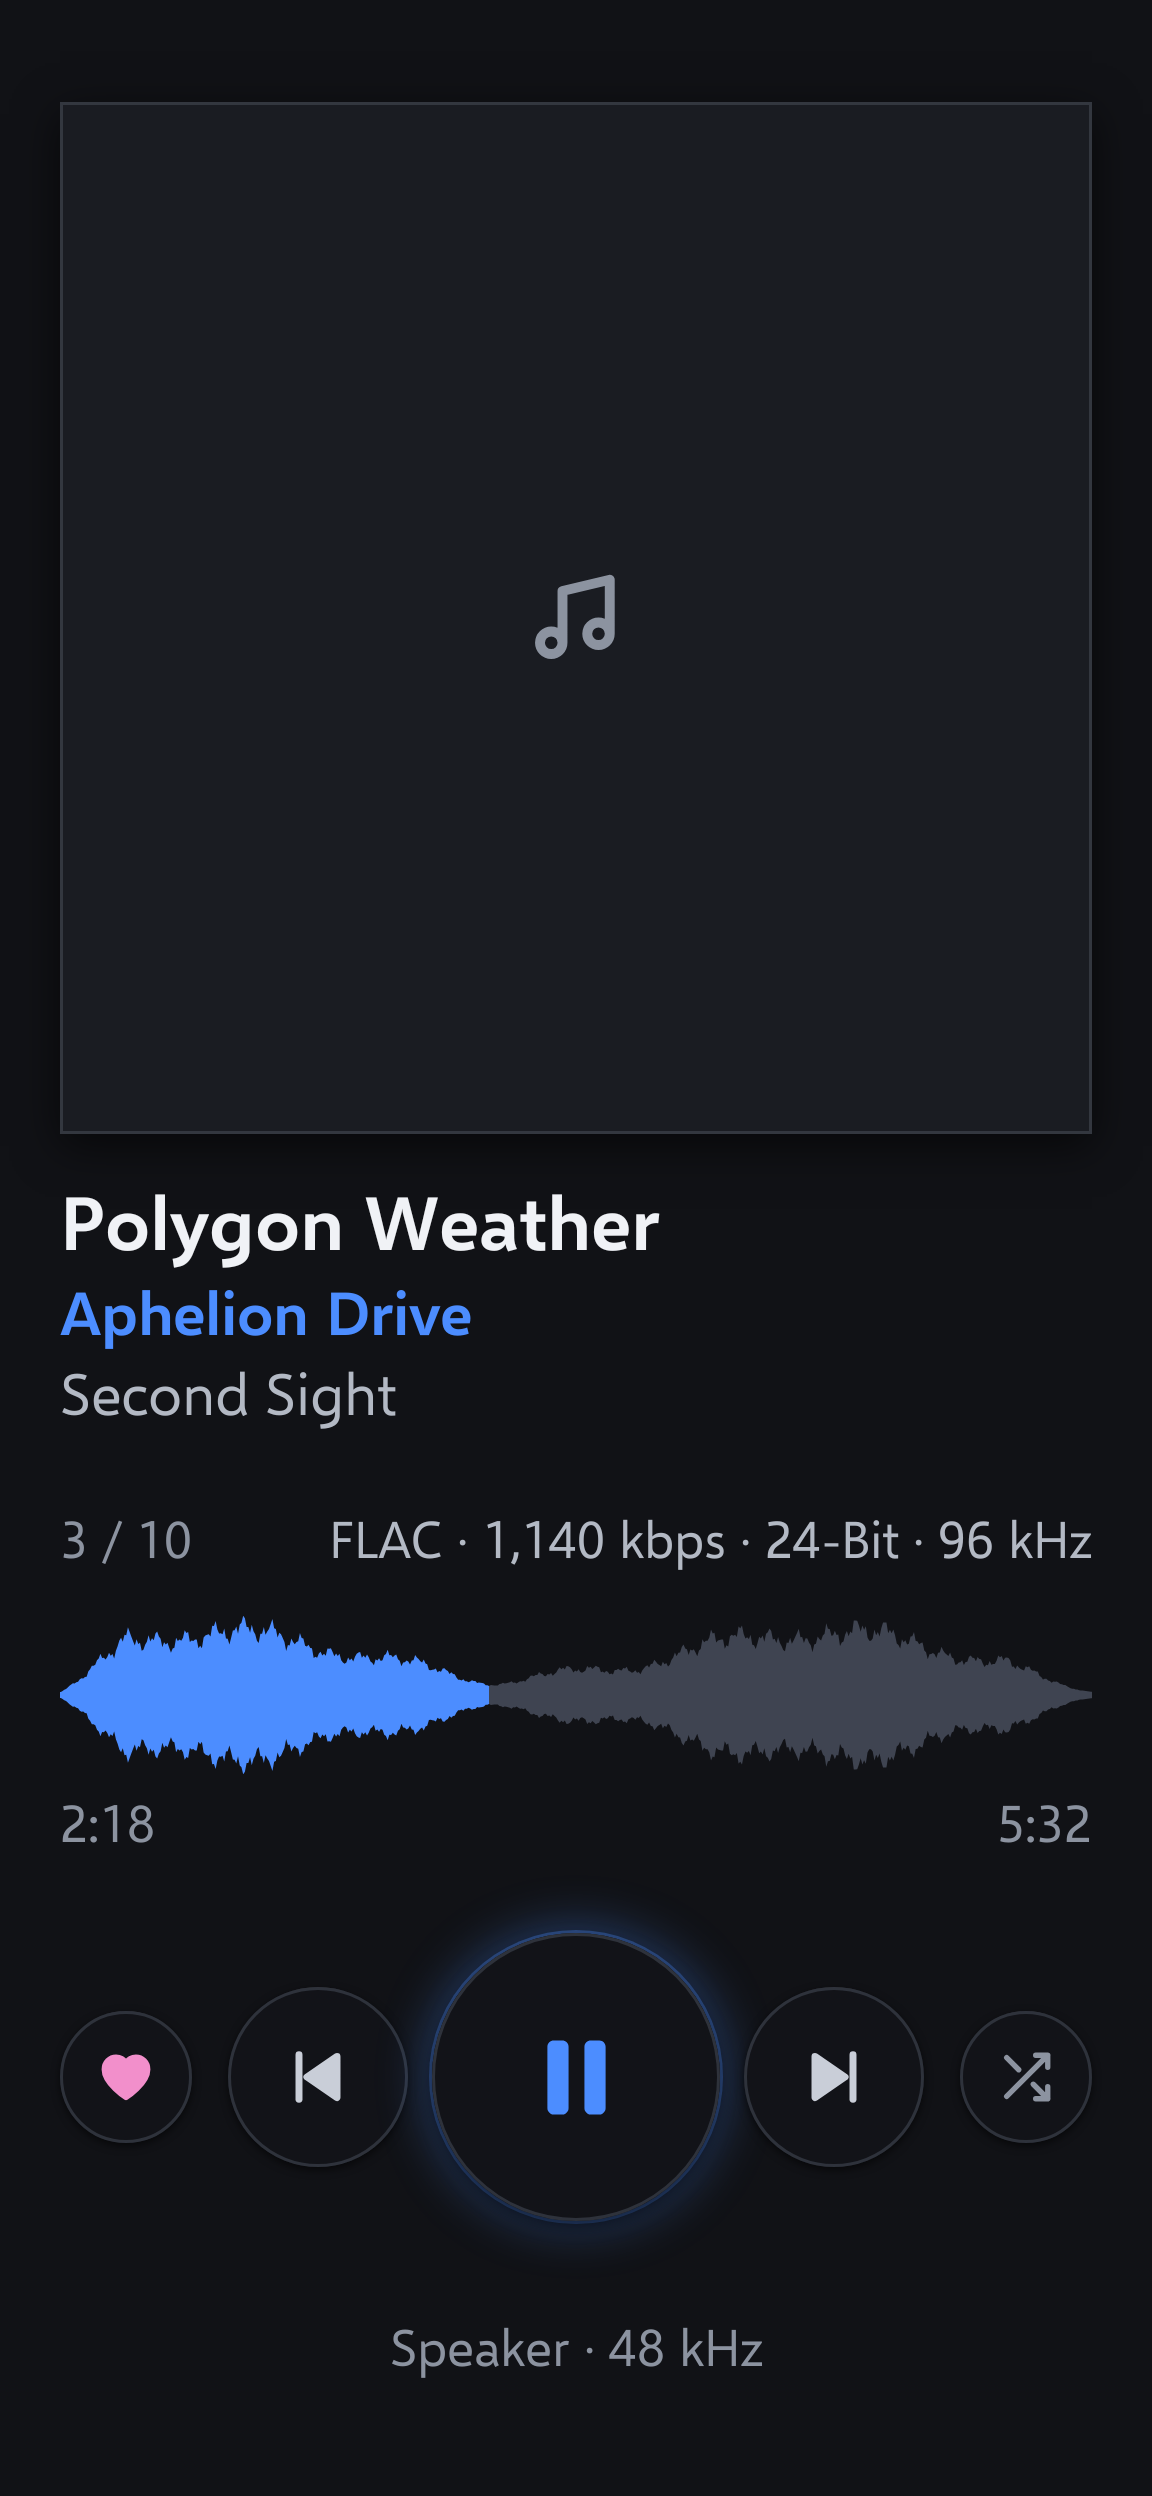 Polygon Weather
Aphelion Drive
Second Sight
3 / 10 FLAC · 1,140 kbps · 24-Bit · 96 kHz
2:18 5:32
Speaker · 48 kHz